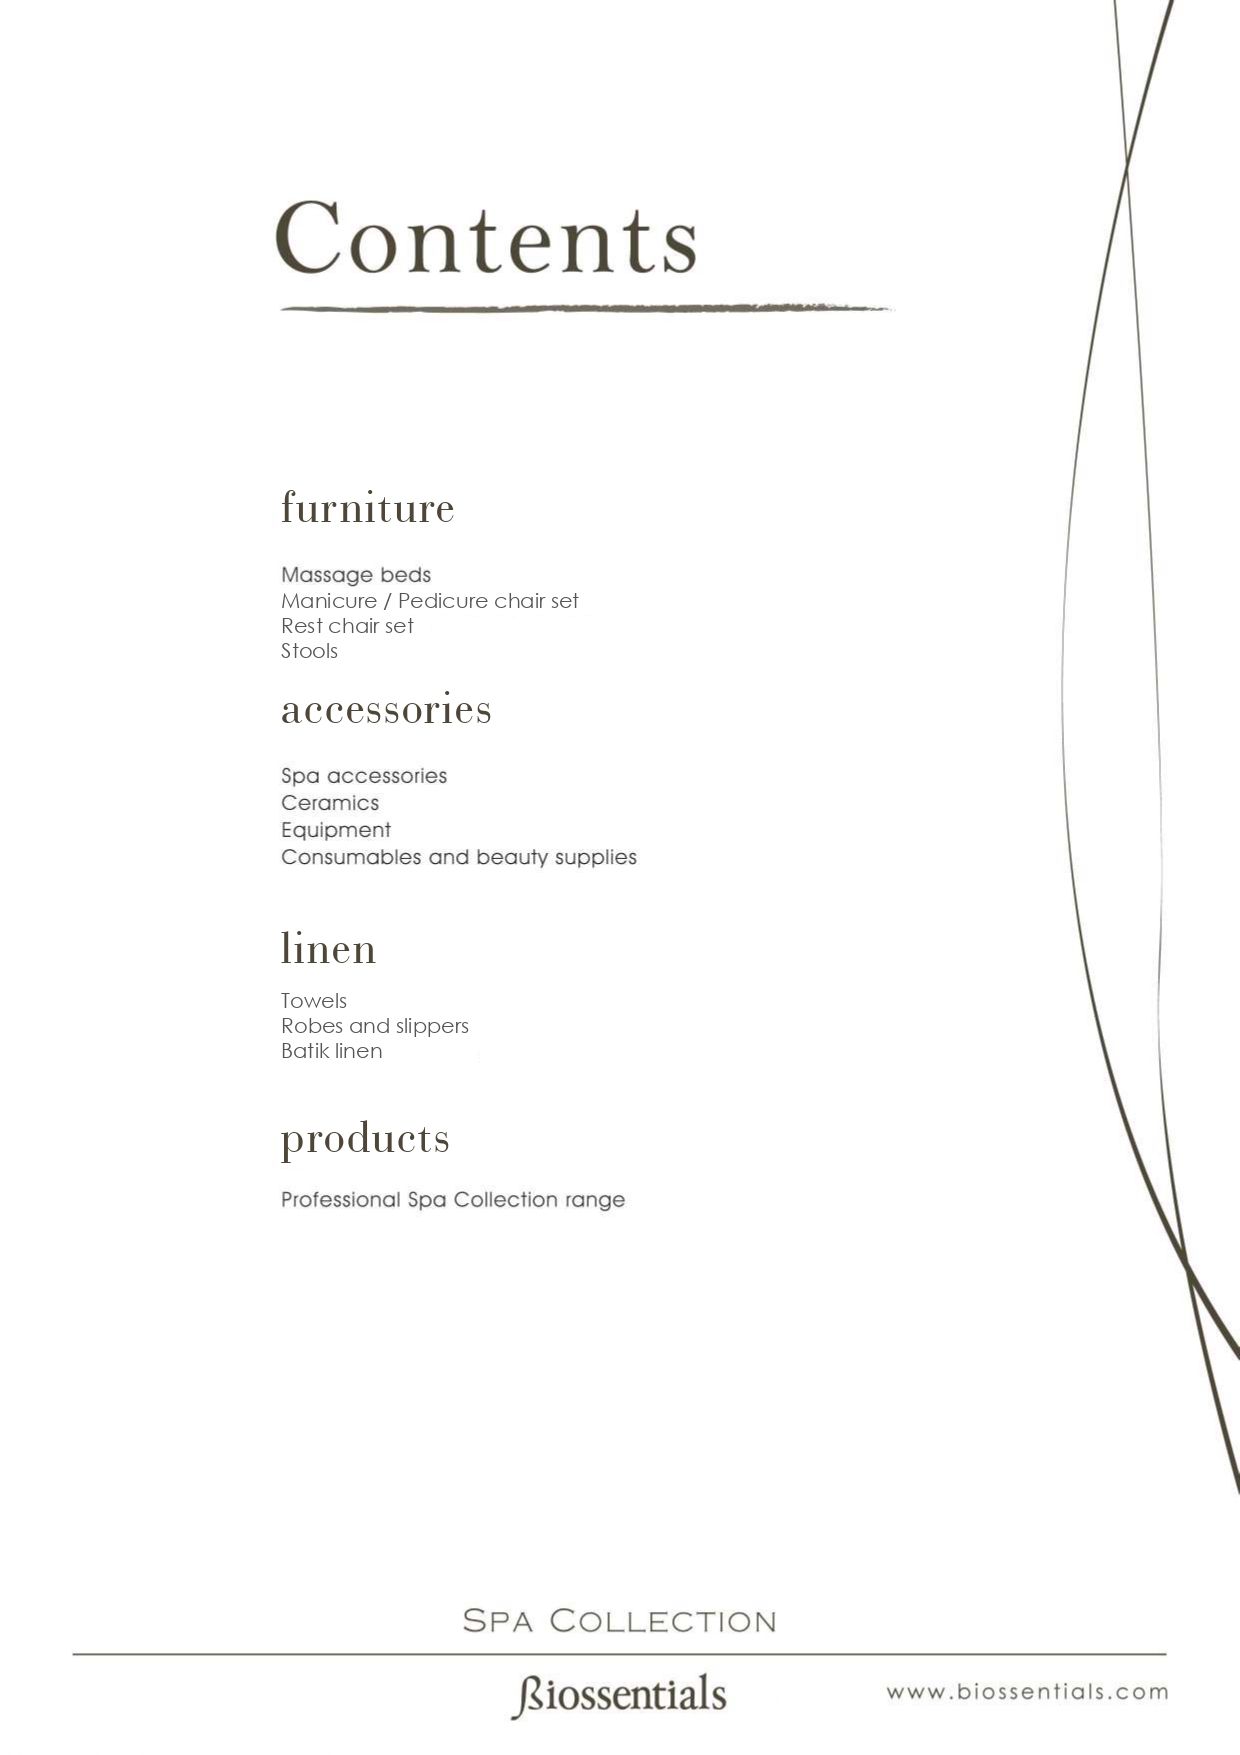 Contents
furniture
Massage beds
Manicure / Pedicure chair set
Rest chair set
Stools
accessories
Spa accessories
Ceramics
Equipment
Consumables and beauty supplies
linen
Towels
Robes and slippers
Batik linen
products
Professional Spa Collection range
Spa Collection
βiossentials
www.biossentials.com